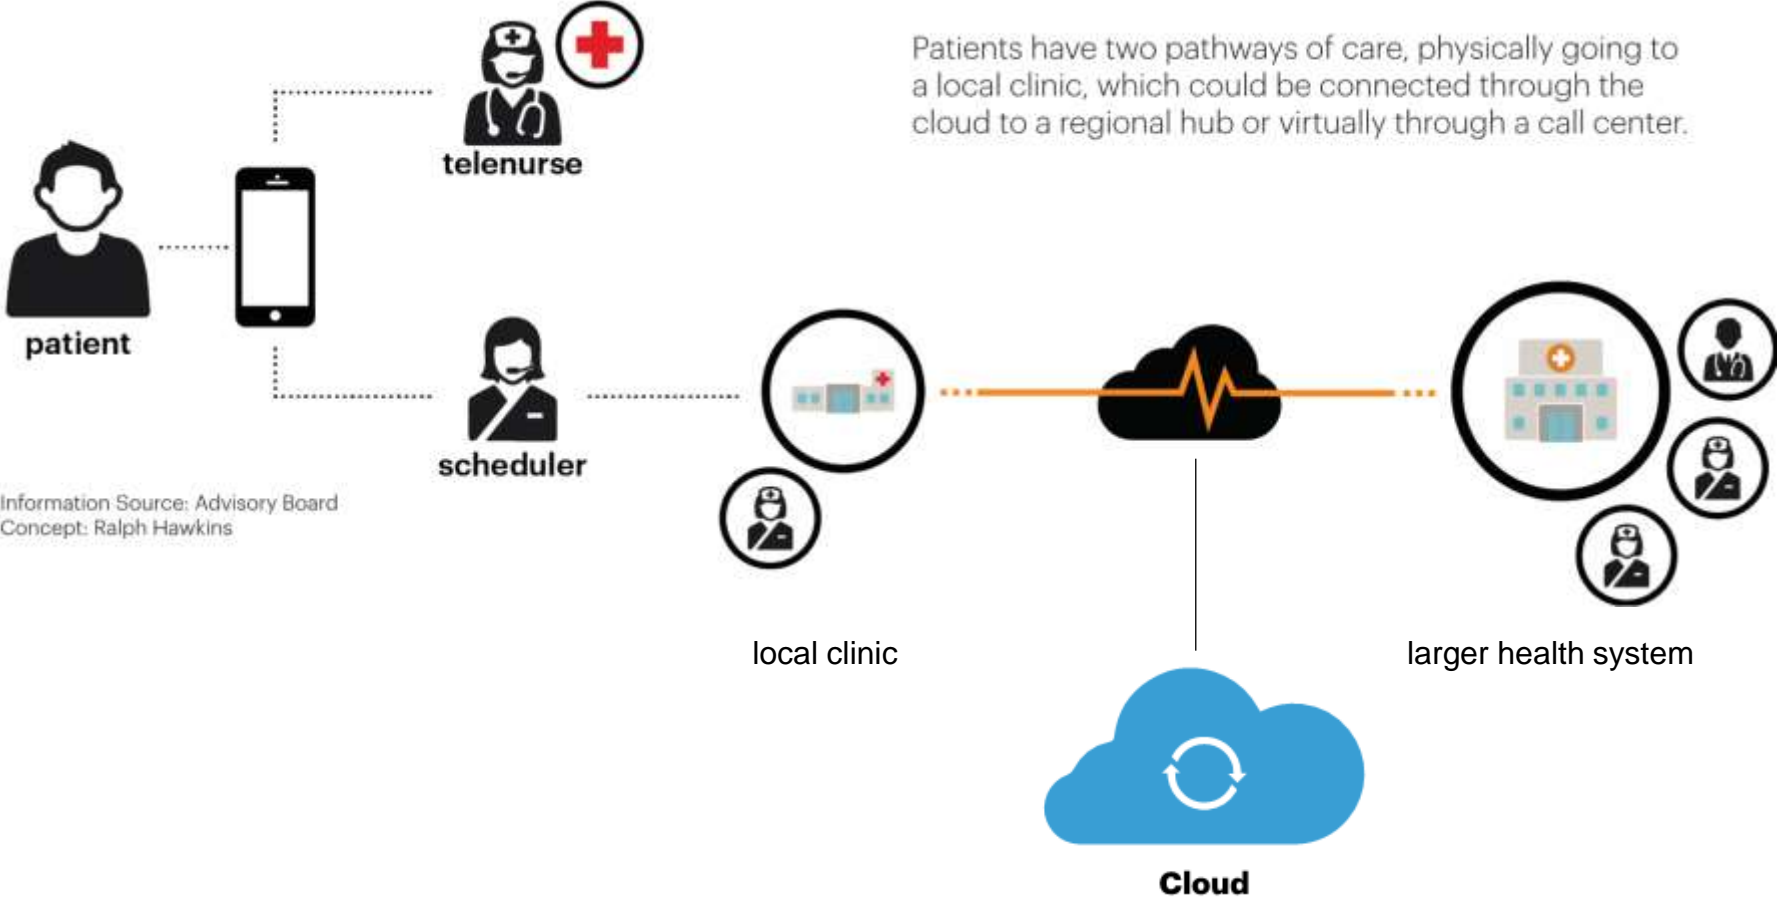 Patients have two pathways of care, physically going to
a local clinic, which could be connected through the
cloud to a regional hub or virtually through a call center.
telenurse
patient
scheduler
Information Source: Advisory Board
Concept: Ralph Hawkins
local clinic
larger health system
Cloud